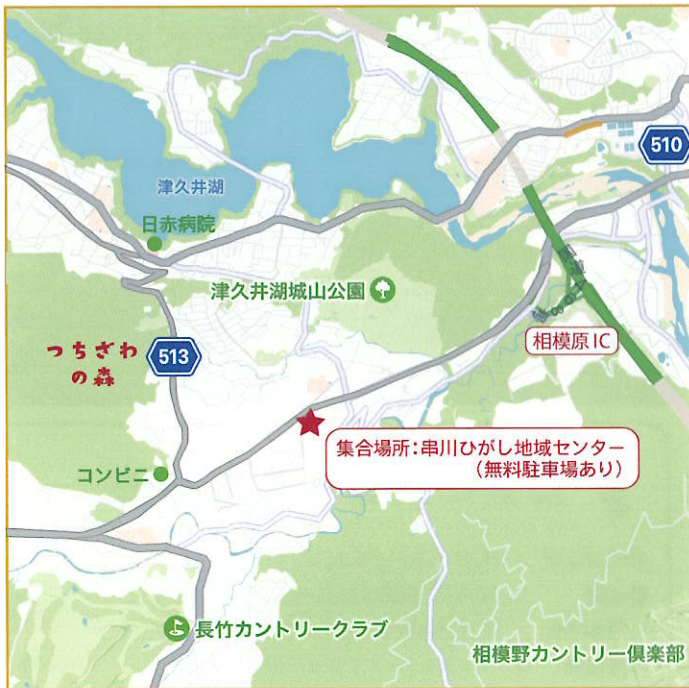 510
津久井湖
日赤病院
津久井湖城山公園
相模原IC
つちざわ
の森
513
集合場所:串川ひがし地域センター
(無料駐車場あり)
コンビニ
長竹カントリークラブ
相模野カントリー倶楽部